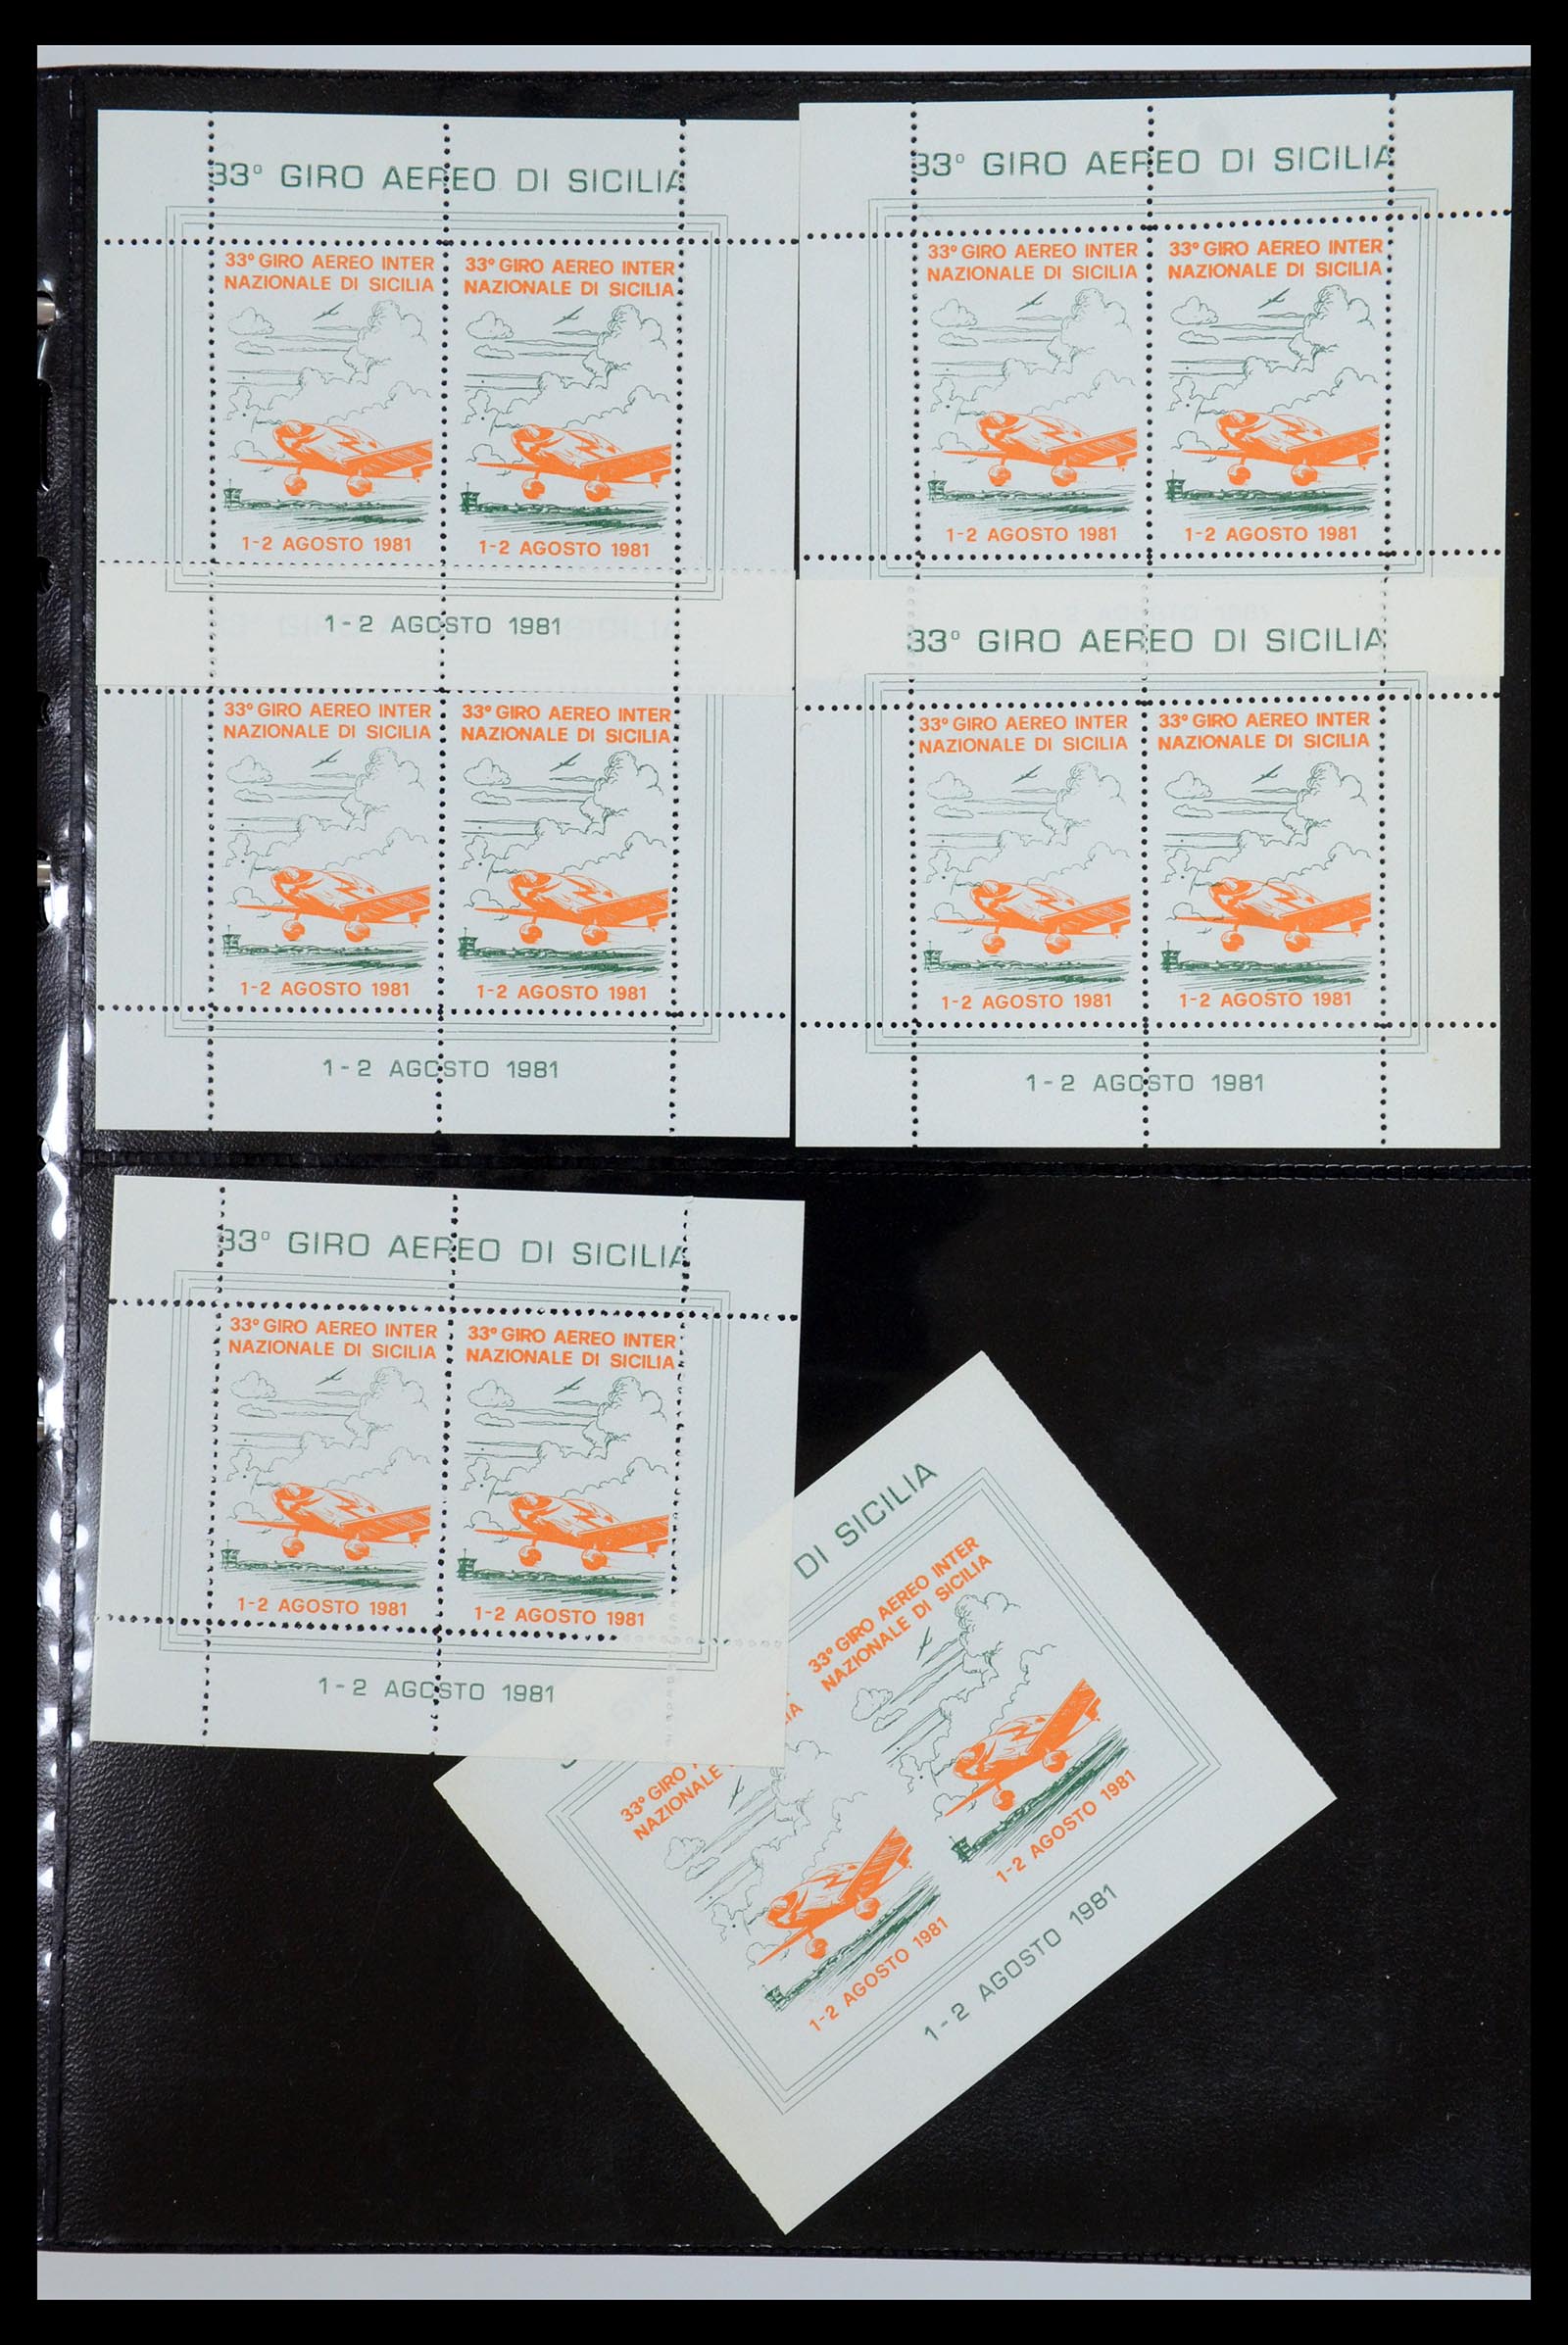 33° GIRO AEREO DI SICILIA
33° GIRO AEREO INTER
NAZIONALE DI SICILIA
33° GIRO AEREO INTER
NAZIONALE DI SICILIA
1-2 AGOSTO 1981
1-2 AGOSTO 1981
1-2 AGOSTO 1981
33° GIRO AEREO DI SICILIA
33° GIRO AEREO INTER
NAZIONALE DI SICILIA
33° GIRO AEREO INTER
NAZIONALE DI SICILIA
1-2 AGOSTO 1981
1-2 AGOSTO 1981
33° GIRO AEREO INTER
NAZIONALE DI SICILIA
33° GIRO AEREO INTER
NAZIONALE DI SICILIA
1-2 AGOSTO 1981
1-2 AGOSTO 1981
1-2 AGOSTO 1981
33° GIRO AEREO DI SICILIA
33° GIRO AEREO INTER
NAZIONALE DI SICILIA
33° GIRO AEREO INTER
NAZIONALE DI SICILIA
1-2 AGOSTO 1981
1-2 AGOSTO 1981
1-2 AGOSTO 1981
33° GIRO AEREO DI SICILIA
33° GIRO AEREO INTER
NAZIONALE DI SICILIA
33° GIRO AEREO INTER
NAZIONALE DI SICILIA
1-2 AGOSTO 1981
1-2 AGOSTO 1981
1-2 AGOSTO 1981
DI SICILIA
33° GIRO
NAZIONALE
33° GIRO AEREO INTER
NAZIONALE DI SICILIA
1-2 AGOSTO 1981
1-2 AGOSTO 1981
1-2 AGOSTO 1981